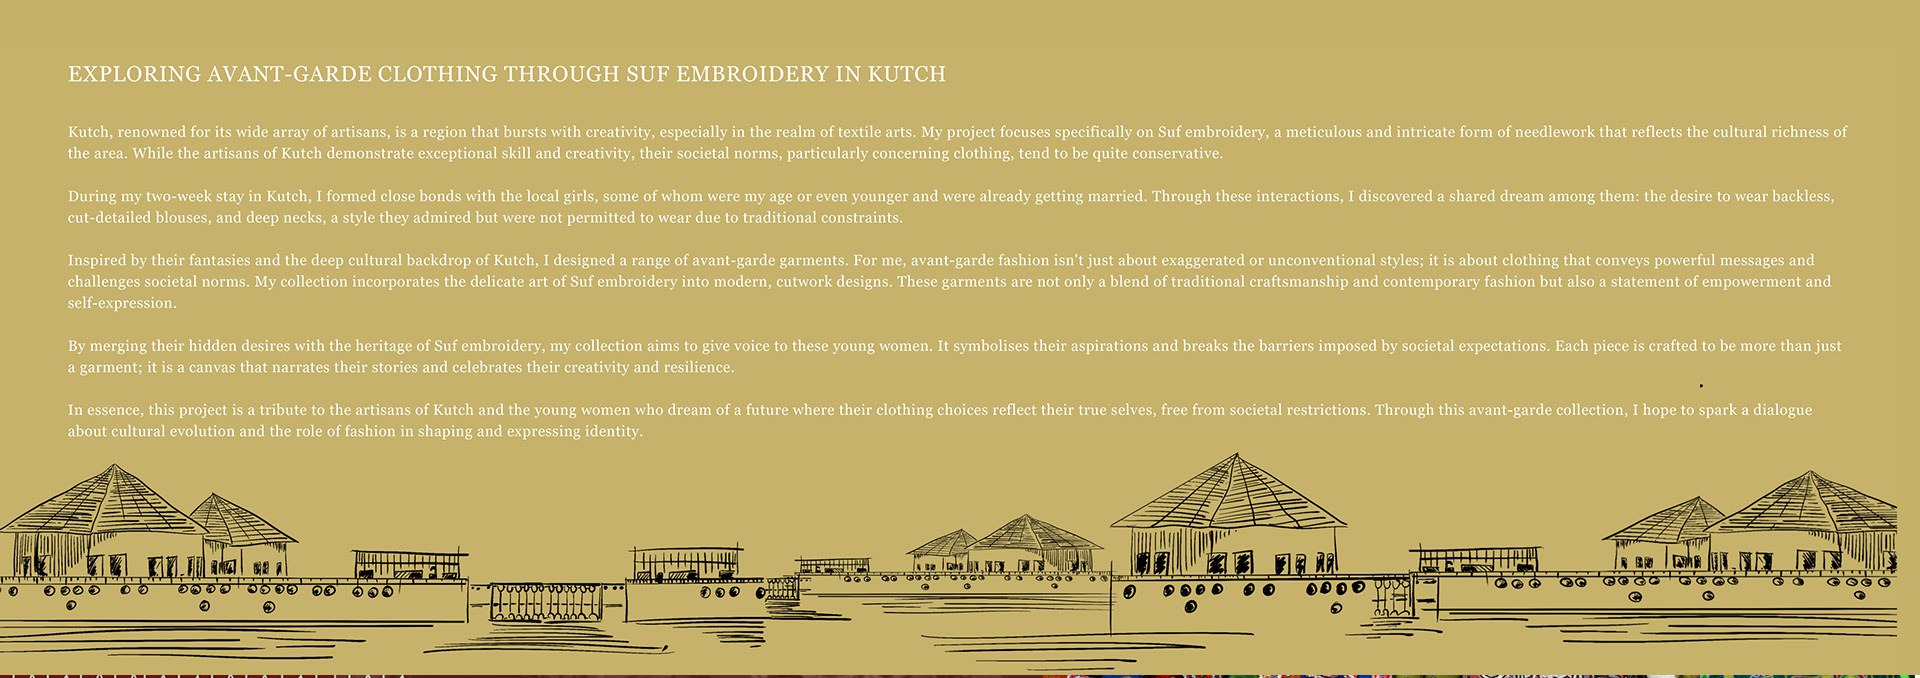 EXPLORING AVANT-GARDE CLOTHING THROUGH SUF EMBROIDERY IN KUTCH
Kutch, renowned for its wide array of artisans, is a region that bursts with creativity, especially in the realm of textile arts. My project focuses specifically on Suf embroidery, a meticulous and intricate form of needlework that reflects the cultural richness of
the area. While the artisans of Kutch demonstrate exceptional skill and creativity, their societal norms, particularly concerning clothing, tend to be quite conservative.
During my two-week stay in Kutch, I formed close bonds with the local girls, some of whom were my age or even younger and were already getting married. Through these interactions, I discovered a shared dream among them: the desire to wear backless,
cut-detailed blouses, and deep necks, a style they admired but were not permitted to wear due to traditional constraints.
Inspired by their fantasies and the deep cultural backdrop of Kutch, I designed a range of avant-garde garments. For me, avant-garde fashion isn't just about exaggerated or unconventional styles; it is about clothing that conveys powerful messages and
challenges societal norms. My collection incorporates the delicate art of Suf embroidery into modern, cutwork designs. These garments are not only a blend of traditional craftsmanship and contemporary fashion but also a statement of empowerment and
self-expression.
By merging their hidden desires with the heritage of Suf embroidery, my collection aims to give voice to these young women. It symbolises their aspirations and breaks the barriers imposed by societal expectations. Each piece is crafted to be more than just
a garment; it is a canvas that narrates their stories and celebrates their creativity and resilience.
In essence, this project is a tribute to the artisans of Kutch and the young women who dream of a future where their clothing choices reflect their true selves, free from societal restrictions. Through this avant-garde collection, I hope to spark a dialogue
about cultural evolution and the role of fashion in shaping and expressing identity.